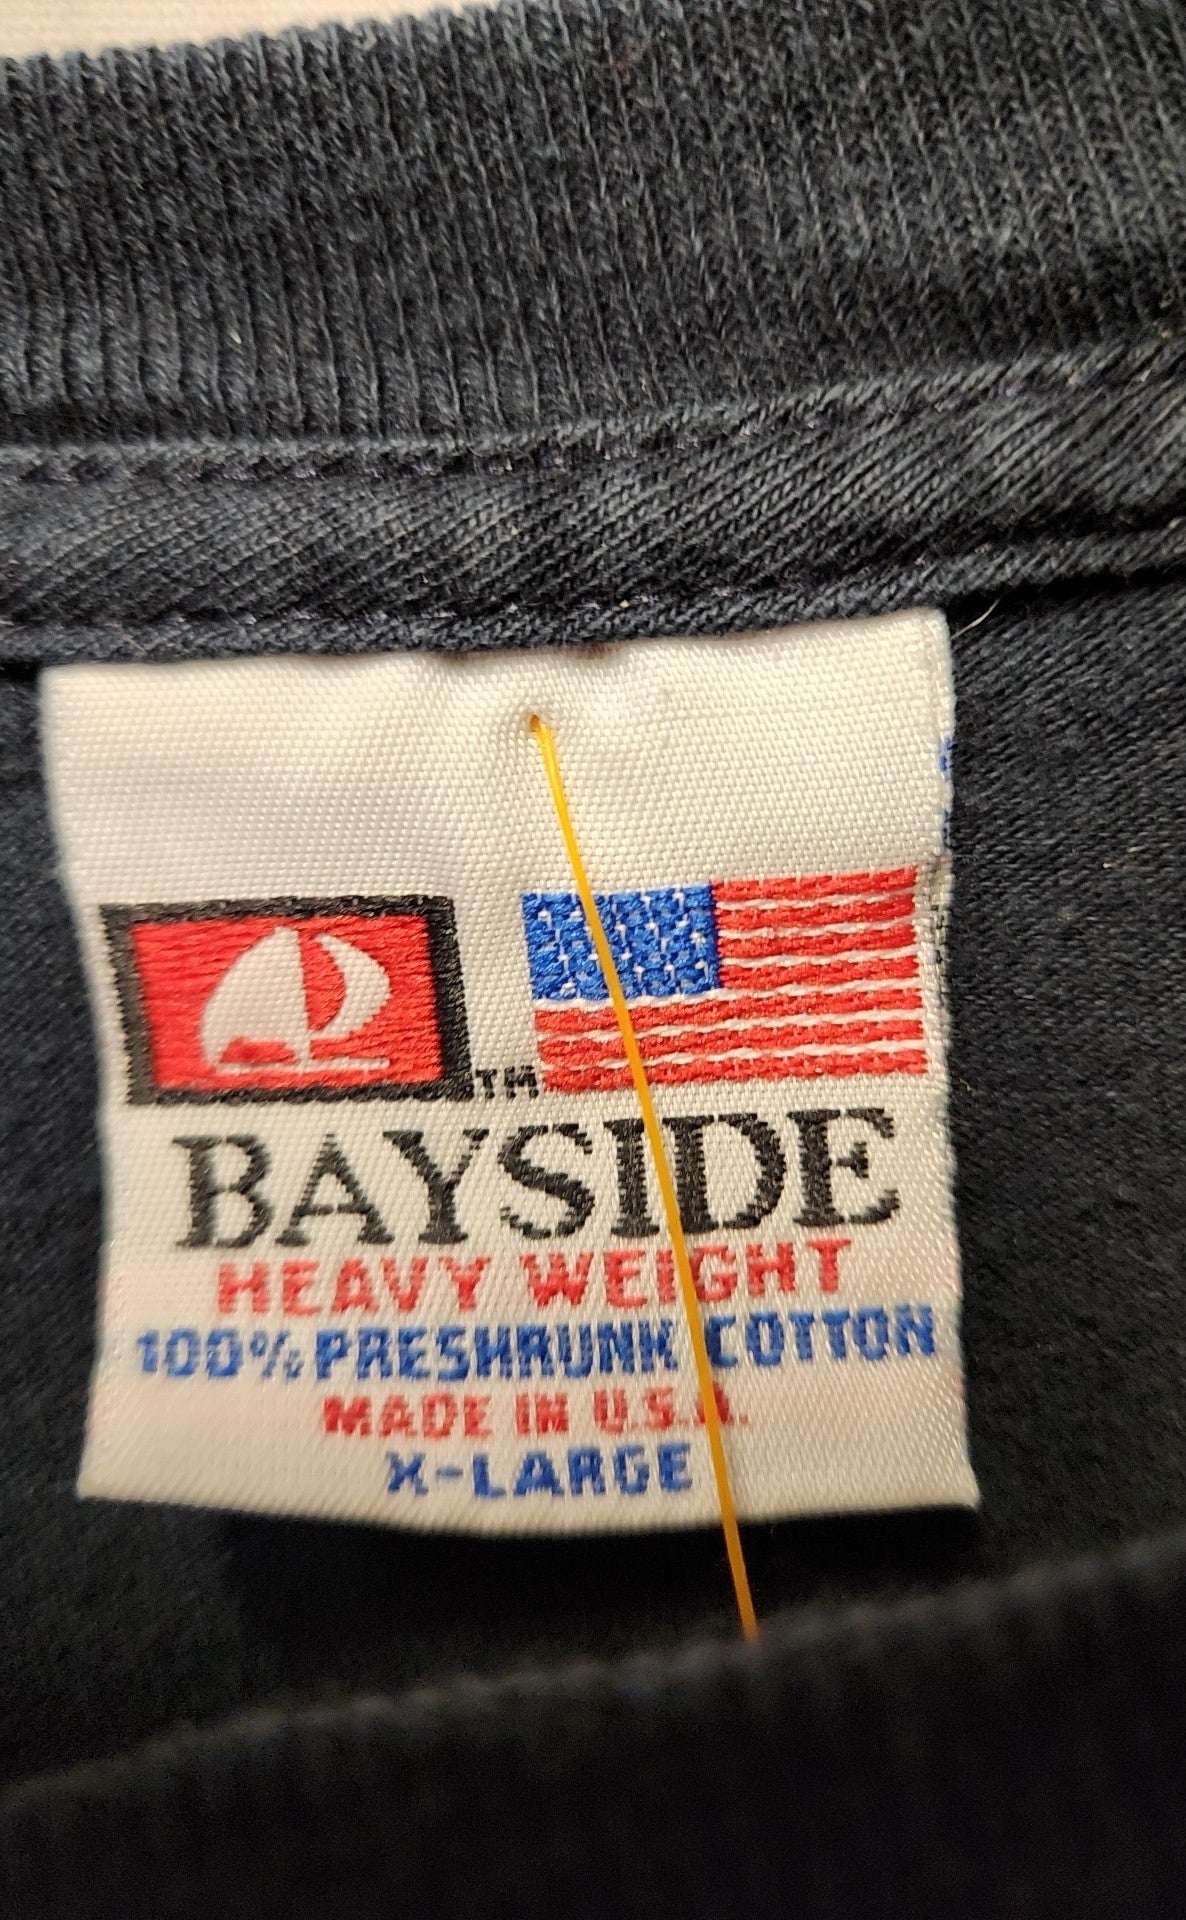 TM
BAYSIDE
HEAVY WEIGHT
100% PRESHRUNK COTTON
MADE IN U.S.A.
X-LARGE